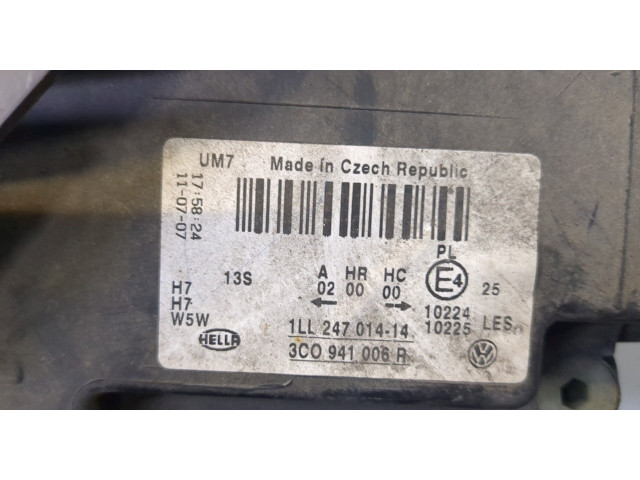 UM7 Made in Czech Republic
17:58:24
11-07-07
PL
13S A HR HC E4 25
02 00 00
H7
H7
W5W
10224
10225 LES
HELLA 1LL 247 014-14
3C0 941 006 R